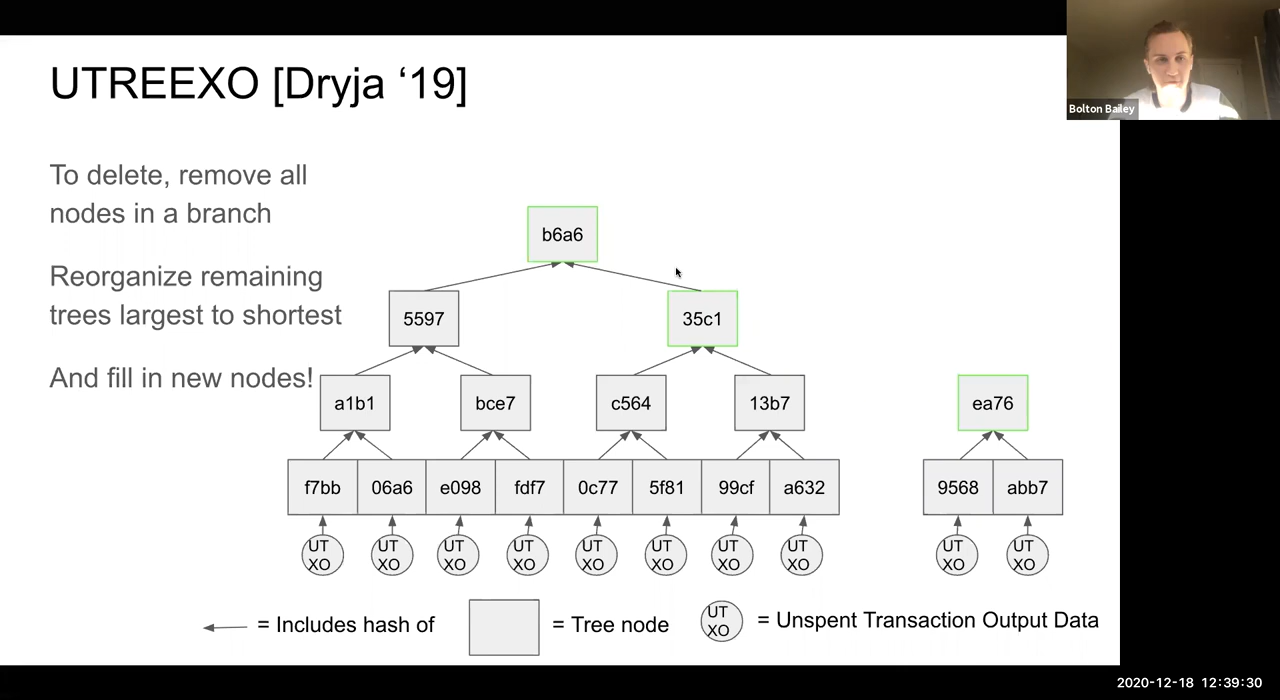 UTREEXO [Dryja ‘19]
Bolton Bailey
To delete, remove all
nodes in a branch
Reorganize remaining
trees largest to shortest
And fill in new nodes!
b6a6
5597
35c1
a1b1
bce7
c564
13b7
ea76
f7bb
06a6
e098
fdf7
0c77
5f81
99cf
a632
9568
abb7
UT
XO
UT
XO
UT
XO
UT
XO
UT
XO
UT
XO
UT
XO
UT
XO
UT
XO
UT
XO
= Includes hash of
= Tree node
UT
XO
= Unspent Transaction Output Data
2020-12-18 12:39:30